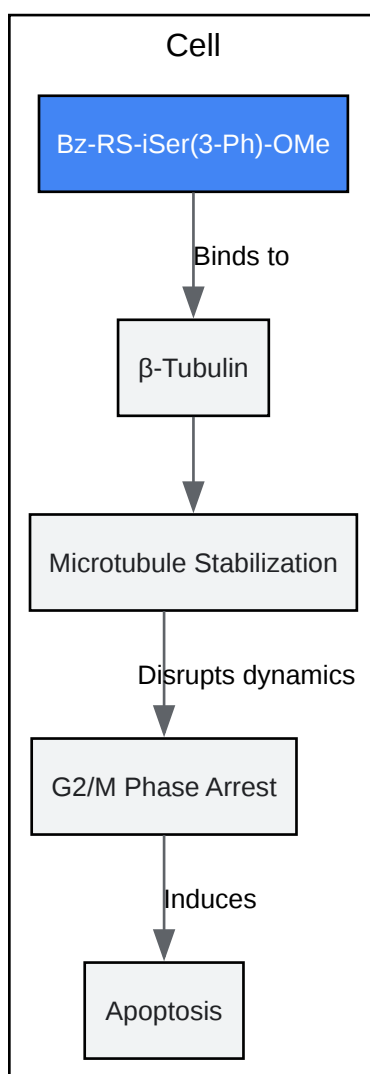 Cell
Bz-RS-iSer(3-Ph)-OMe
Binds to
β-Tubulin
Microtubule Stabilization
Disrupts dynamics
G2/M Phase Arrest
Induces
Apoptosis